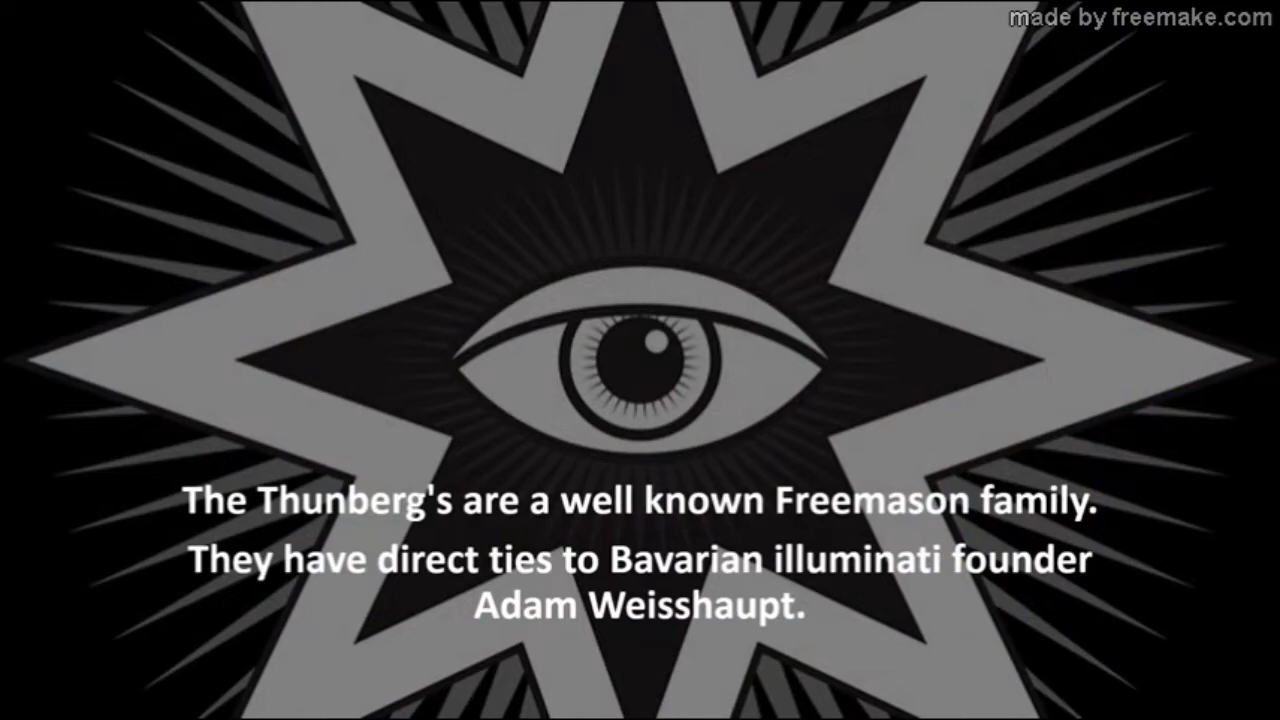 made by freemake.com
The Thunberg's are a well known Freemason family.
They have direct ties to Bavarian illuminati founder
Adam Weisshaupt.